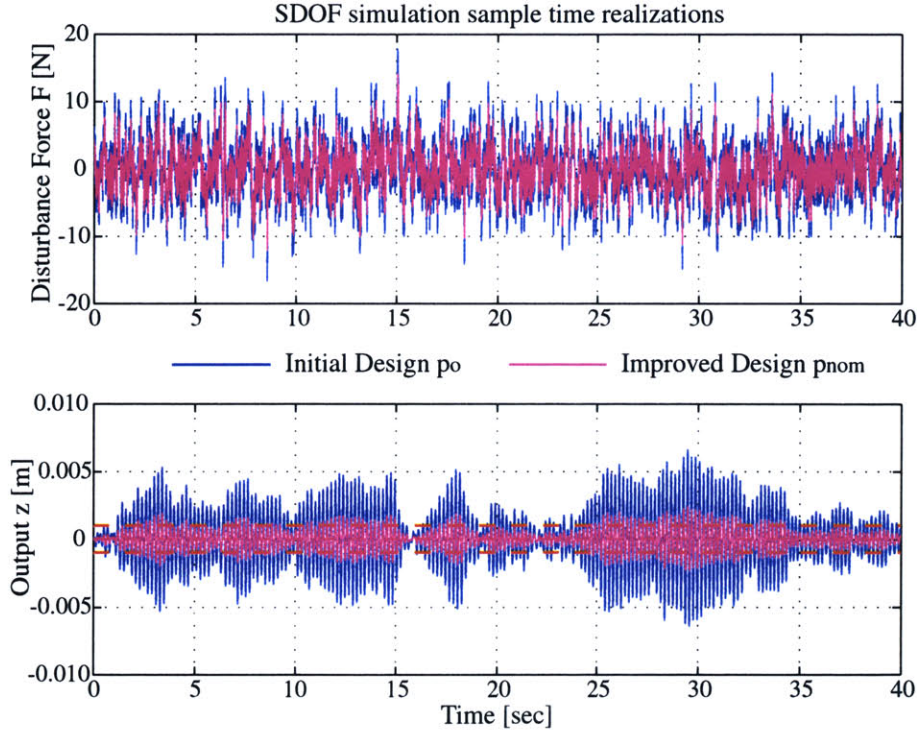 SDOF simulation sample time realizations
Disturbance Force F [N]
20
10
0
-10
-20
0 5 10 15 20 25 30 35 40
Initial Design po Improved Design pnom
Output z [m]
0.010
0.005
0
-0.005
-0.010
0 5 10 15 20 25 30 35 40
Time [sec]